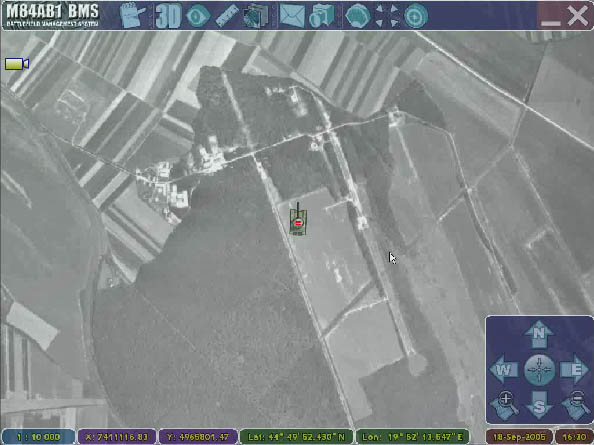 M84AB1 BMS
BATTLEFIELD MANAGEMENT SYSTEM
3D
N
W E
S
1 : 10 000 X: 7411116.83 Y: 4965801.47 Lat: 44° 49' 52.430" N Lon: 19° 52' 13.547" E 18-Sep-2005 16:30